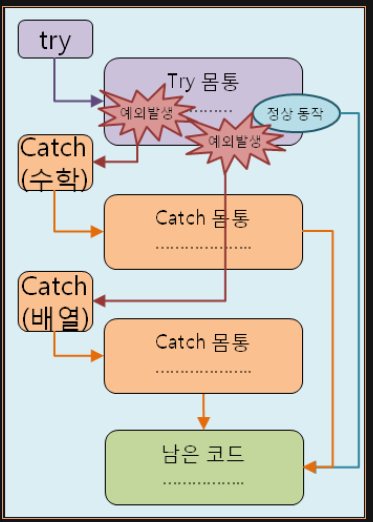 try
Try 몸통
예외발생
.........
정상 동작
예외발생
Catch
(수학)
Catch 몸통
....................
Catch
(배열)
Catch 몸통
....................
남은 코드
.................